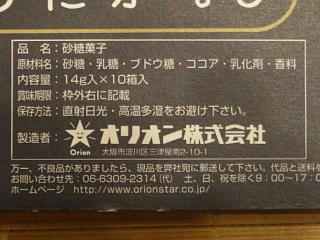 品　名：砂糖菓子
原材料名：砂糖・乳糖・ブドウ糖・ココア・乳化剤・香料
内容量：14g入×10箱入
賞味期限：枠外右に記載
保存方法：直射日光・高温多湿をお避け下さい。
製造者：オリオン株式会社
Orion 大阪市淀川区三津屋南2-10-1
万一、不良品がありましたら、現品を弊社宛に郵送して下さい。代品と送料を
お問い合わせ先：06-6309-2314(代)　土、日、祝を除く9：00〜17：0
ホームページ　http://www.orionstar.co.jp/